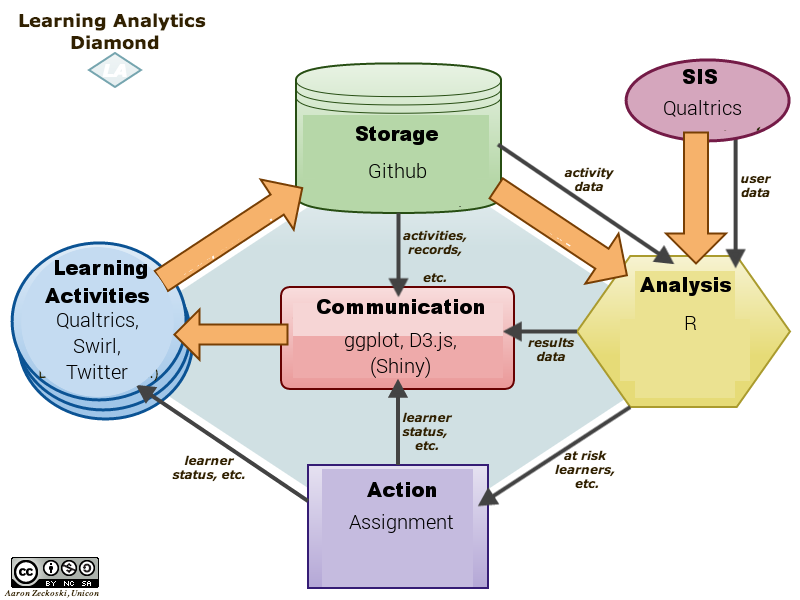 Learning Analytics
Diamond
LA
SIS
Qualtrics
Storage
Github
activity
data
user
data
activities,
records,
etc.
Learning
Activities
Qualtrics,
Swirl,
Twitter
Communication
ggplot, D3.js,
(Shiny)
Analysis
R
results
data
learner
status,
etc.
learner
status, etc.
at risk
learners,
etc.
Action
Assignment
cc
BY NC SA
Aaron Zeckoski, Unicon